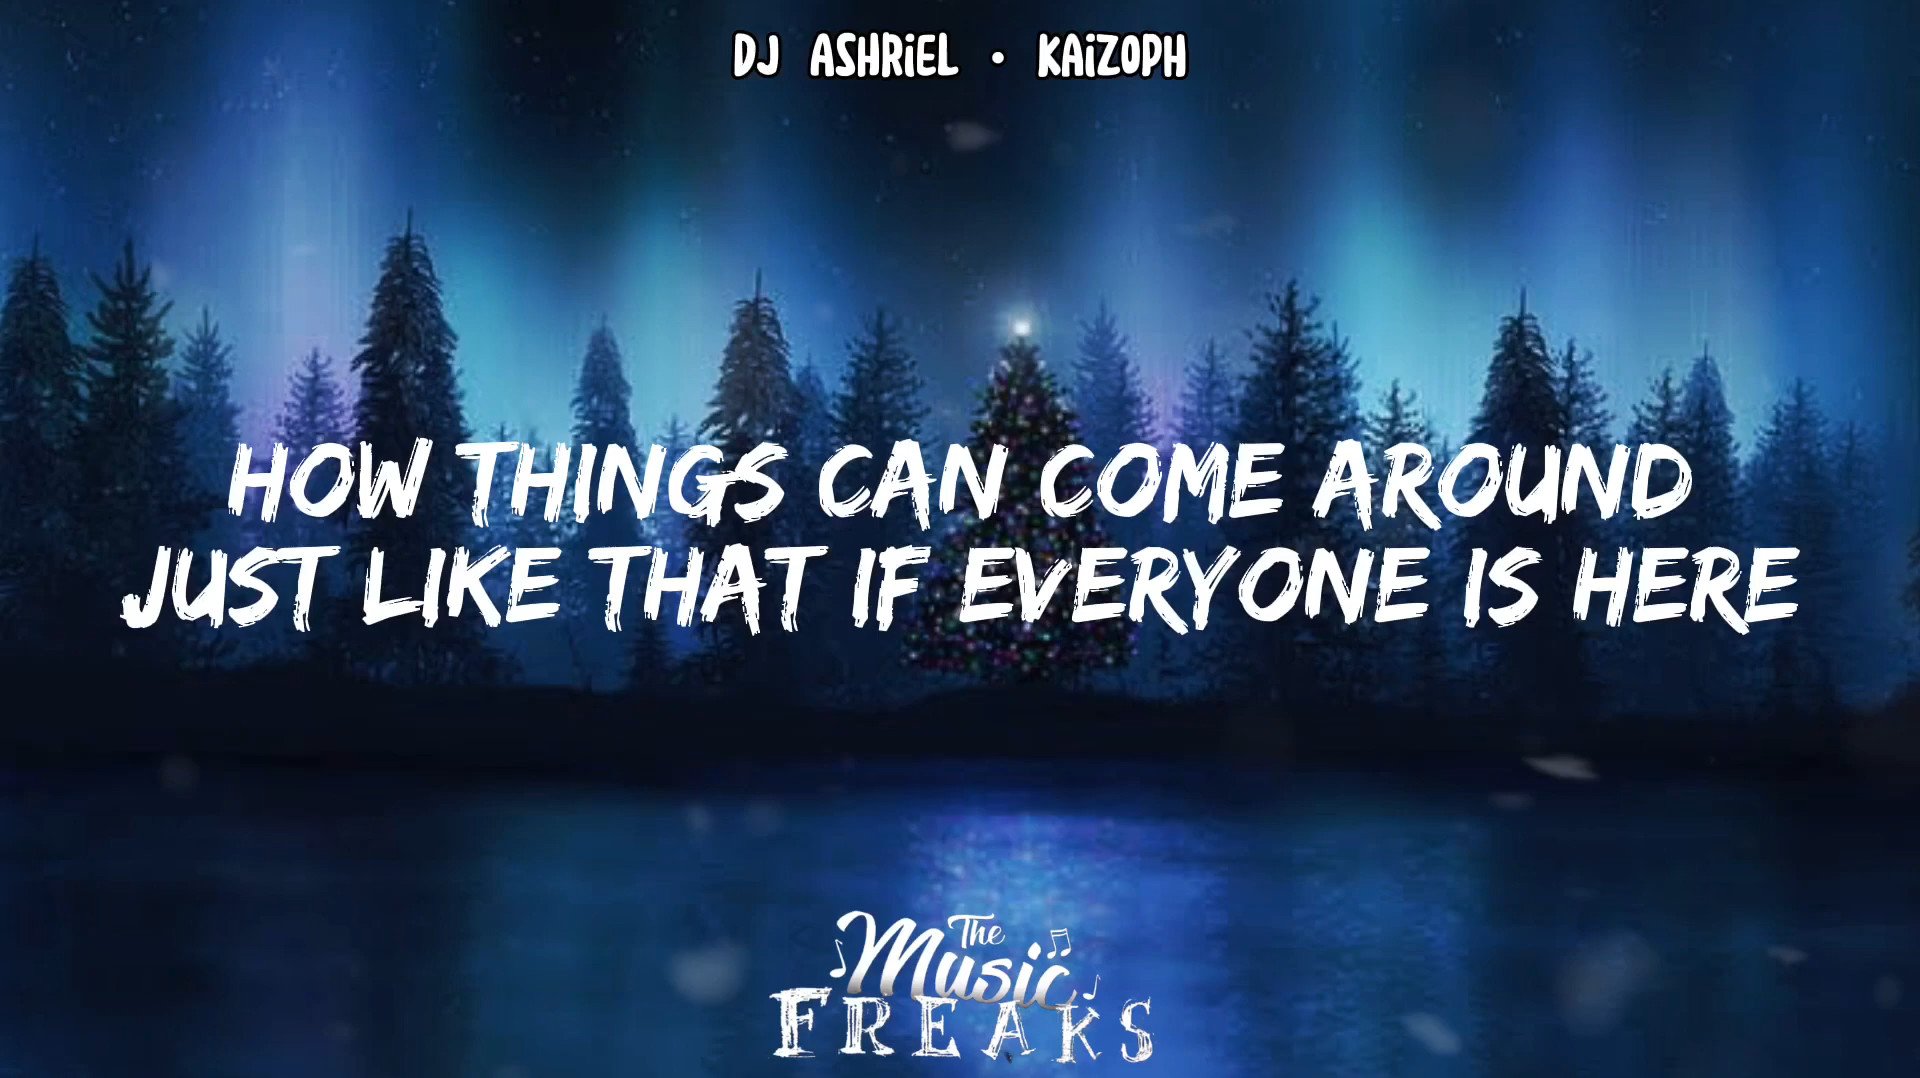 DJ ASHRiEL • KAiZOPH
HOW THINGS CAN COME AROUND
JUST LIKE THAT IF EVERYONE IS HERE
The
Music
FREAKS